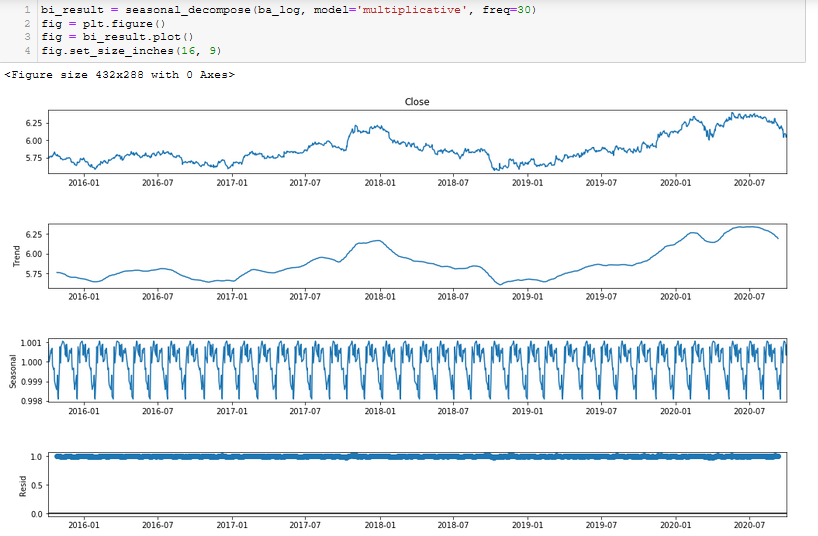 1 bi_result = seasonal_decompose(ba_log, model='multiplicative', freq=30)
2 fig = plt.figure()
3 fig = bi_result.plot()
4 fig.set_size_inches(16, 9)
<Figure size 432x288 with 0 Axes>
Close
6.25
6.00
5.75
2016-01 2016-07 2017-01 2017-07 2018-01 2018-07 2019-01 2019-07 2020-01 2020-07
Trend
6.25
6.00
5.75
2016-01 2016-07 2017-01 2017-07 2018-01 2018-07 2019-01 2019-07 2020-01 2020-07
Seasonal
1.001
1.000
0.999
0.998
2016-01 2016-07 2017-01 2017-07 2018-01 2018-07 2019-01 2019-07 2020-01 2020-07
Resid
1.0
0.5
0.0
2016-01 2016-07 2017-01 2017-07 2018-01 2018-07 2019-01 2019-07 2020-01 2020-07